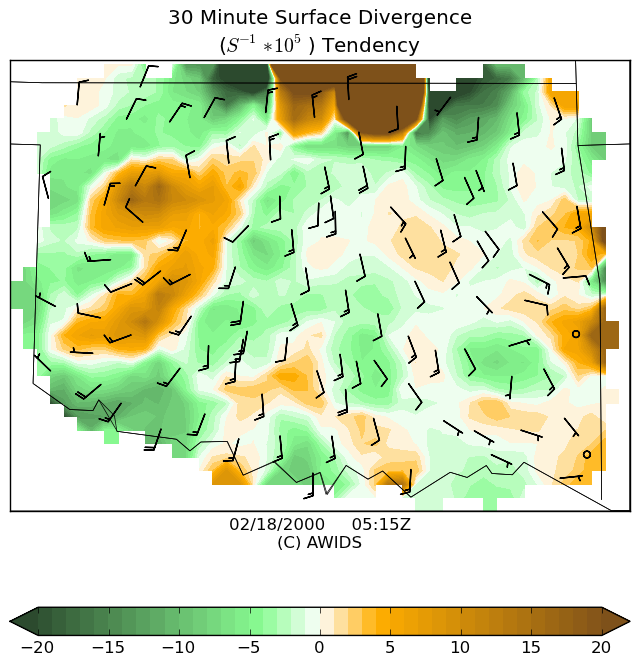 30 Minute Surface Divergence
(S⁻¹ *10⁵ ) Tendency
02/18/2000 05:15Z
(C) AWIDS
−20 −15 −10 −5 0 5 10 15 20